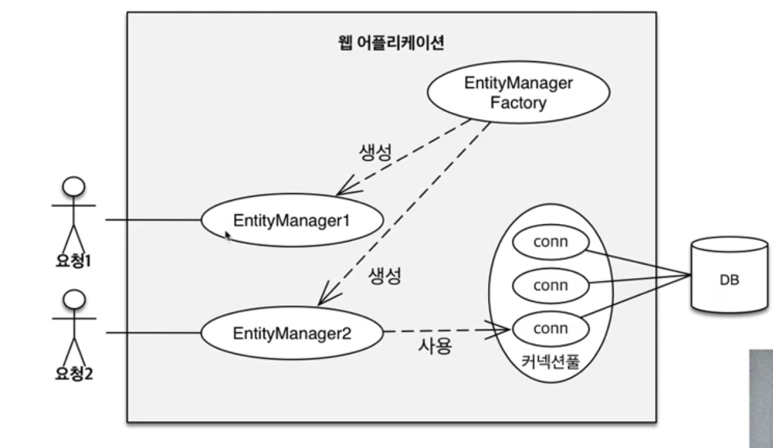 웹 어플리케이션
EntityManager
Factory
생성
EntityManager1
요청1
생성
EntityManager2
요청2
사용
conn
conn
conn
커넥션풀
DB